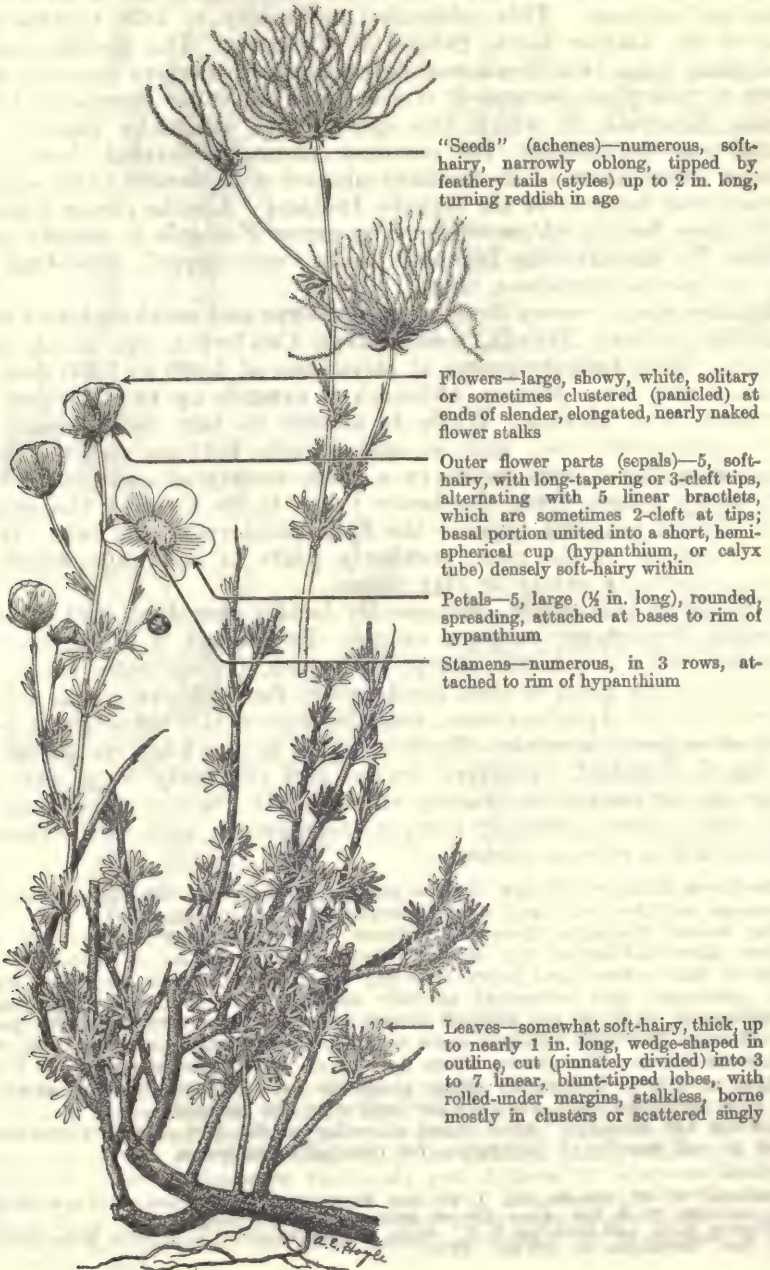 "Seeds" (achenes)—numerous, soft-
hairy, narrowly oblong, tipped by
feathery tails (styles) up to 2 in. long,
turning reddish in age
Flowers—large, showy, white, solitary
or sometimes clustered (panicled) at
ends of slender, elongated, nearly naked
flower stalks
Outer flower parts (sepals)—5, soft-
hairy, with long-tapering or 3-cleft tips,
alternating with 5 linear bractlets,
which are sometimes 2-cleft at tips;
basal portion united into a short, hemi-
spherical cup (hypanthium, or calyx
tube) densely soft-hairy within
Petals—5, large (½ in. long), rounded,
spreading, attached at bases to rim of
hypanthium
Stamens—numerous, in 3 rows, at-
tached to rim of hypanthium
Leaves—somewhat soft-hairy, thick, up
to nearly 1 in. long, wedge-shaped in
outline, cut (pinnately divided) into 3
to 7 linear, blunt-tipped lobes, with
rolled-under margins, stalkless, borne
mostly in clusters or scattered singly
A.E. Hoyle